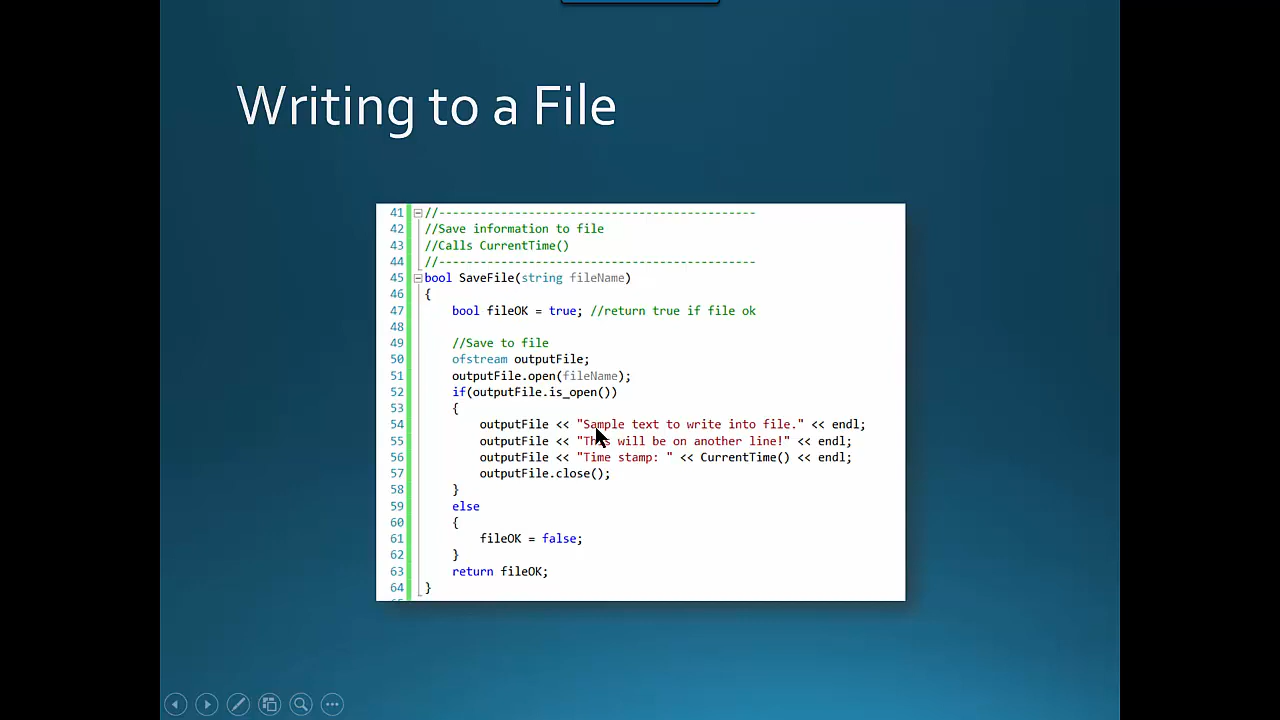 Writing to a File
41 //----------------------------------------------
42 //Save information to file
43 //Calls CurrentTime()
44 //----------------------------------------------
45 bool SaveFile(string fileName)
46 {
47 bool fileOK = true; //return true if file ok
48
49 //Save to file
50 ofstream outputFile;
51 outputFile.open(fileName);
52 if(outputFile.is_open())
53 {
54 outputFile << "Sample text to write into file." << endl;
55 outputFile << "This will be on another line!" << endl;
56 outputFile << "Time stamp: " << CurrentTime() << endl;
57 outputFile.close();
58 }
59 else
60 {
61 fileOK = false;
62 }
63 return fileOK;
64 }